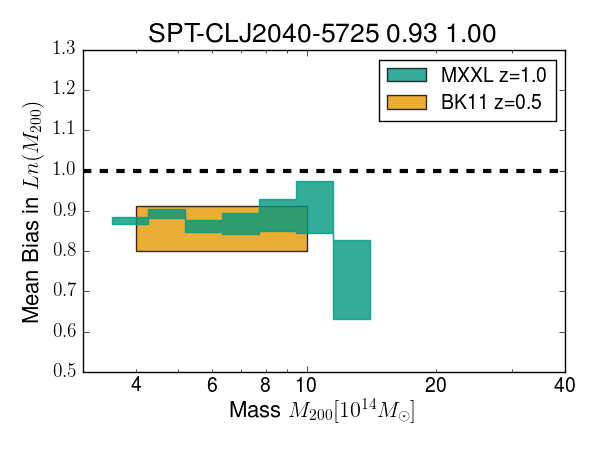 SPT-CLJ2040-5725 0.93 1.00
MXXL z=1.0
BK11 z=0.5
Mean Bias in Ln(M₂₀₀)
1.3
1.2
1.1
1.0
0.9
0.8
0.7
0.6
0.5
4 6 8 10 20 40
Mass M₂₀₀[10¹⁴M☉]